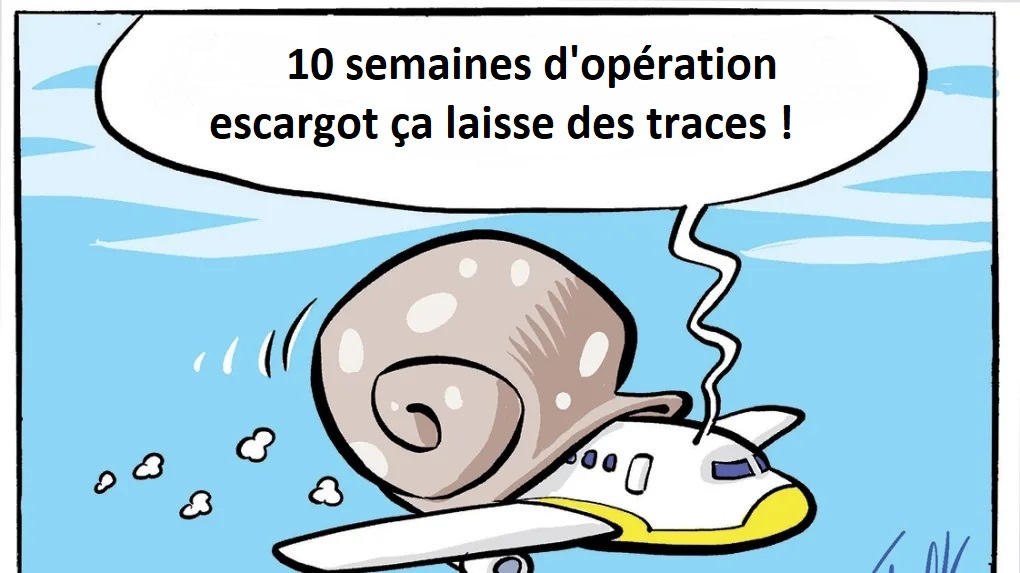 10 semaines d'opération
escargot ça laisse des traces !